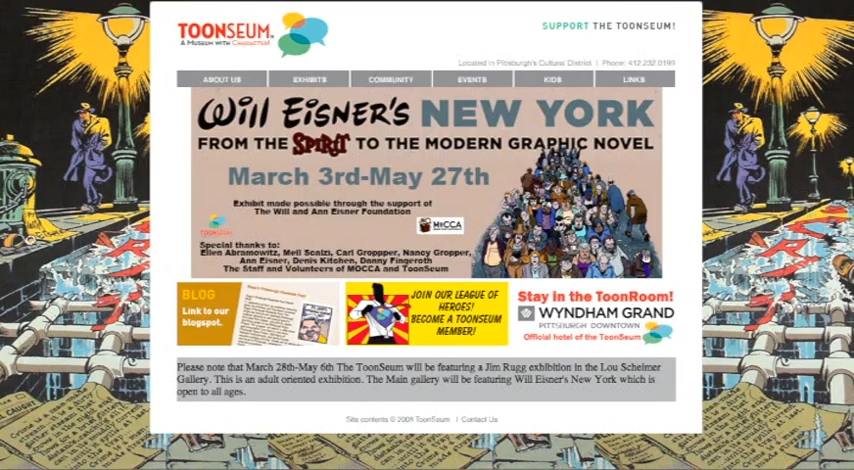 TOONSEUM
A MUSEUM WITH CHARACTER!
SUPPORT THE TOONSEUM!
Located in Pittsburgh's Cultural District | Phone: 412.232.0199
ABOUT US EXHIBITS COMMUNITY EVENTS KIDS LINKS
Will EISNER'S NEW YORK
FROM THE SPIRIT TO THE MODERN GRAPHIC NOVEL
March 3rd-May 27th
Exhibit made possible through the support of
The Will and Ann Eisner Foundation
MoCCA
Special thanks to:
Ellen Abramowitz, Meil Scalzi, Carl Groppper, Nancy Gropper,
Ann Eisner, Denis Kitchen, Danny Fingeroth
The Staff and Volunteers of MOCCA and ToonSeum
BLOG
Link to our
blogspot.
JOIN OUR LEAGUE OF
HEROES!
BECOME A TOONSEUM
MEMBER!
Stay in the ToonRoom!
WYNDHAM GRAND
PITTSBURGH DOWNTOWN
Official hotel of the ToonSeum
Please note that March 28th-May 6th The ToonSeum will be featuring a Jim Rugg exhibition in the Lou Scheimer
Gallery. This is an adult oriented exhibition. The Main gallery will be featuring Will Eisner's New York which is
open to all ages.
Site contents © 2009 ToonSeum | Contact Us